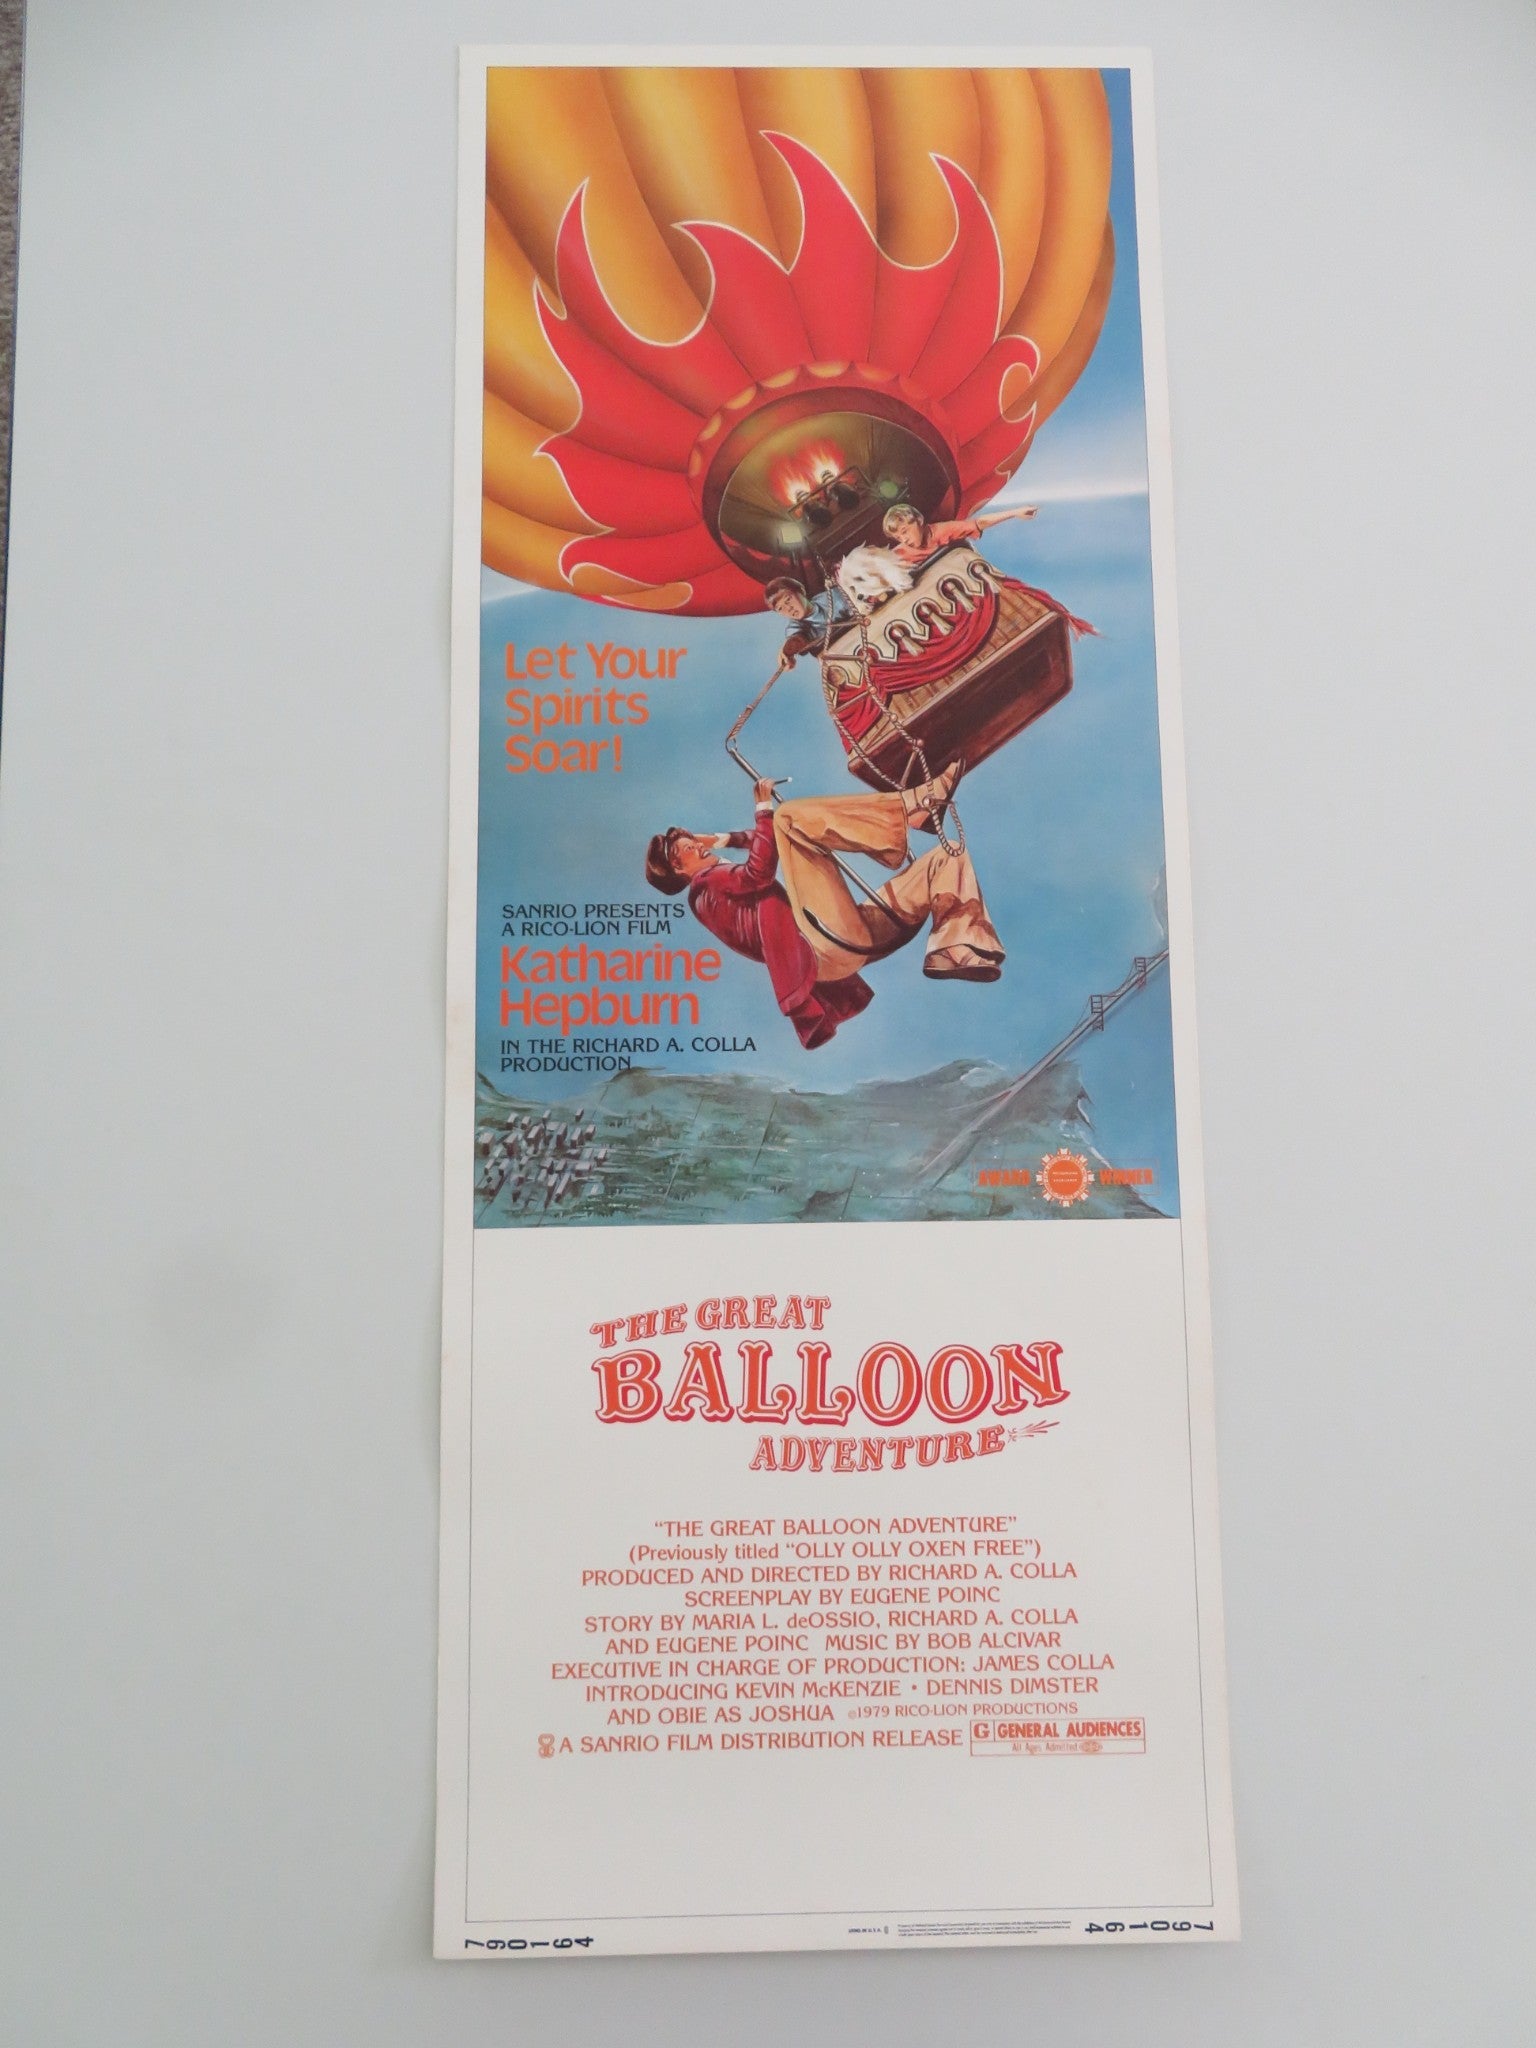 Let Your
Spirits
Soar!
SANRIO PRESENTS
A RICO-LION FILM
Katharine
Hepburn
IN THE RICHARD A. COLLA
PRODUCTION
AWARD WINNER
THE GREAT
BALLOON
ADVENTURE
“THE GREAT BALLOON ADVENTURE”
(Previously titled “OLLY OLLY OXEN FREE”)
PRODUCED AND DIRECTED BY RICHARD A. COLLA
SCREENPLAY BY EUGENE POINC
STORY BY MARIA L. deOSSIO, RICHARD A. COLLA
AND EUGENE POINC MUSIC BY BOB ALCIVAR
EXECUTIVE IN CHARGE OF PRODUCTION: JAMES COLLA
INTRODUCING KEVIN McKENZIE • DENNIS DIMSTER
AND OBIE AS JOSHUA ©1979 RICO-LION PRODUCTIONS
A SANRIO FILM DISTRIBUTION RELEASE G GENERAL AUDIENCES
All Ages Admitted
790164
790164